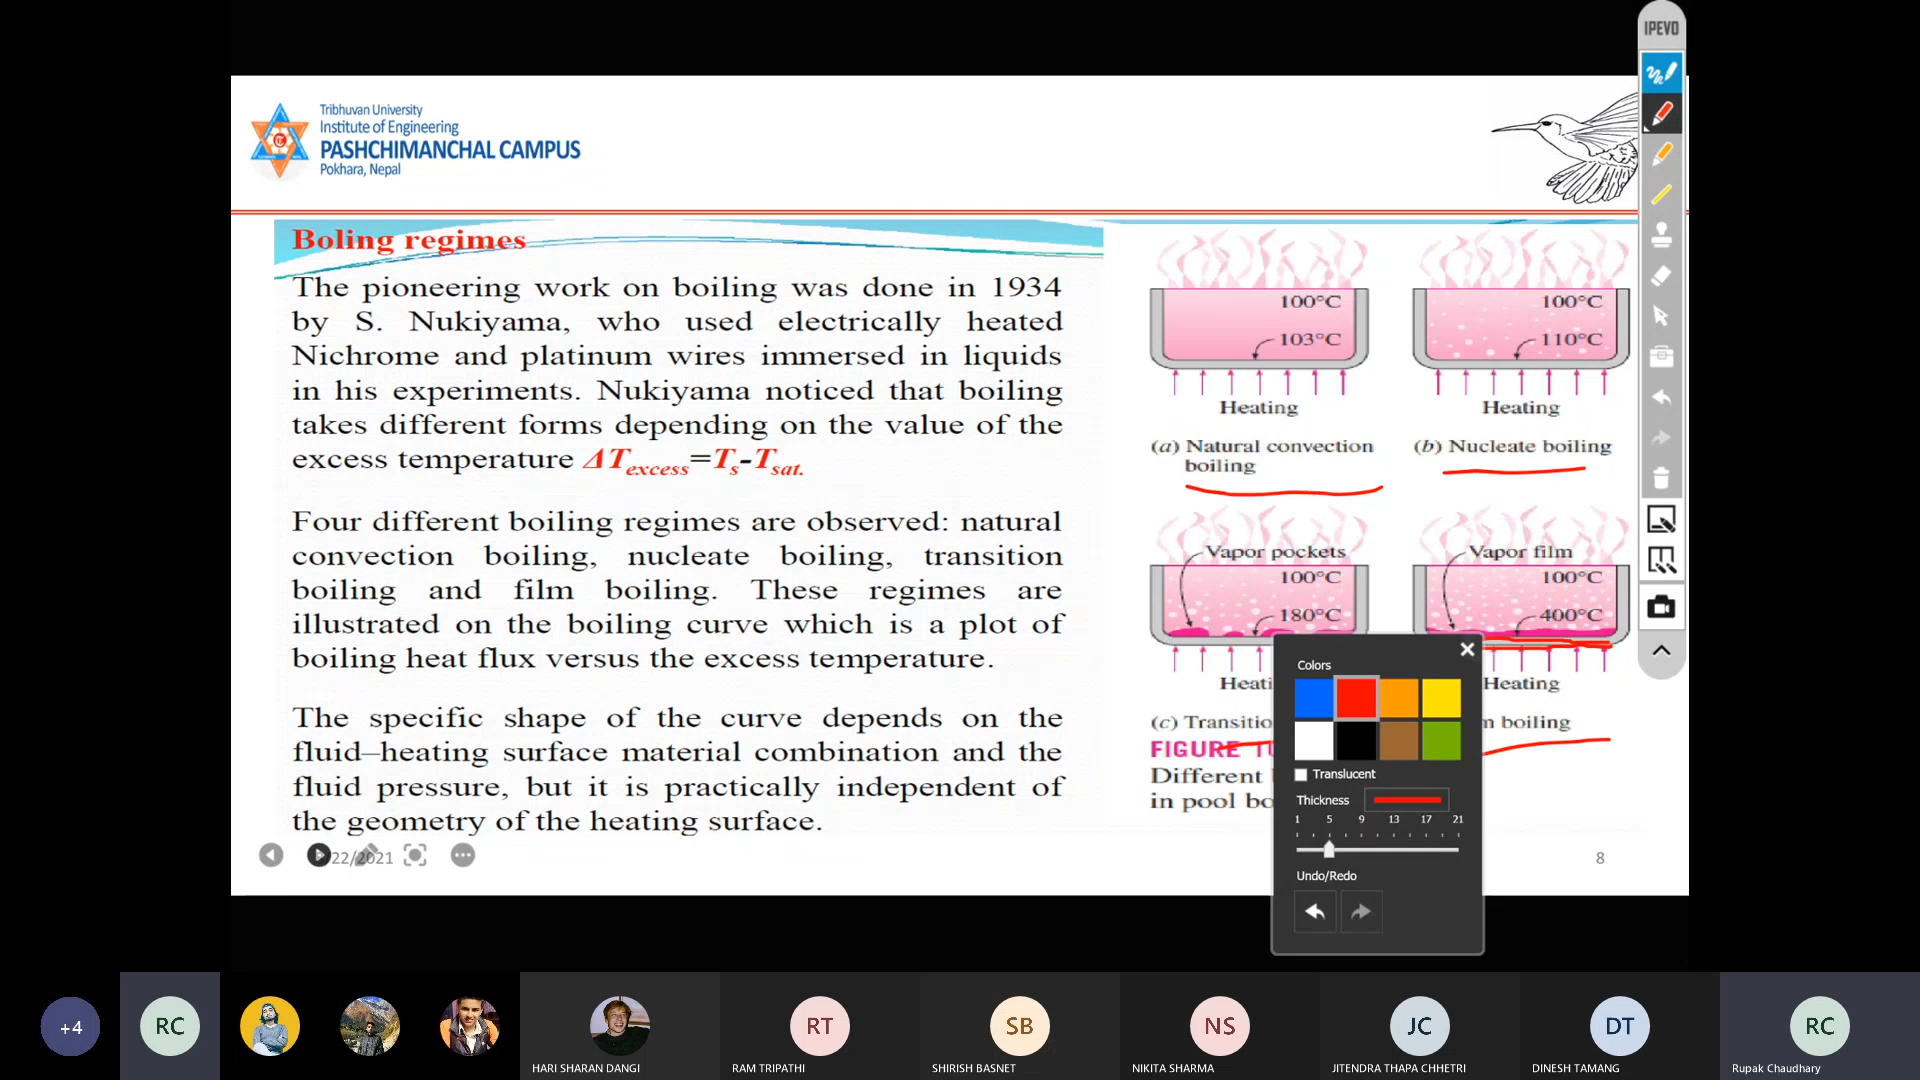 IPEVO
Tribhuvan University
Institute of Engineering
PASHCHIMANCHAL CAMPUS
Pokhara, Nepal
Boling regimes
The pioneering work on boiling was done in 1934
by S. Nukiyama, who used electrically heated
Nichrome and platinum wires immersed in liquids
in his experiments. Nukiyama noticed that boiling
takes different forms depending on the value of the
excess temperature ΔTexcess=Ts-Tsat.
Four different boiling regimes are observed: natural
convection boiling, nucleate boiling, transition
boiling and film boiling. These regimes are
illustrated on the boiling curve which is a plot of
boiling heat flux versus the excess temperature.
The specific shape of the curve depends on the
fluid–heating surface material combination and the
fluid pressure, but it is practically independent of
the geometry of the heating surface.
100°C
103°C
Heating
(a) Natural convection
boiling
100°C
110°C
Heating
(b) Nucleate boiling
Vapor pockets
100°C
180°C
Heati
(c) Transitio
Vapor film
100°C
400°C
Heating
m boiling
FIGURE
Different
in pool bo
Colors
Translucent
Thickness
1 5 9 13 17 21
Undo/Redo
22/2021
8
+4
RC
HARI SHARAN DANGI
RT
RAM TRIPATHI
SB
SHIRISH BASNET
NS
NIKITA SHARMA
JC
JITENDRA THAPA CHHETRI
DT
DINESH TAMANG
RC
Rupak Chaudhary